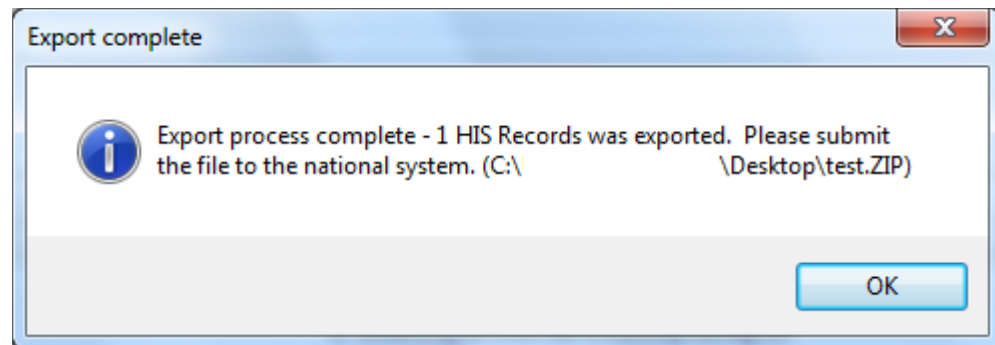 Export complete
Export process complete - 1 HIS Records was exported.  Please submit
the file to the national system. (C:\ \Desktop\test.ZIP)
OK